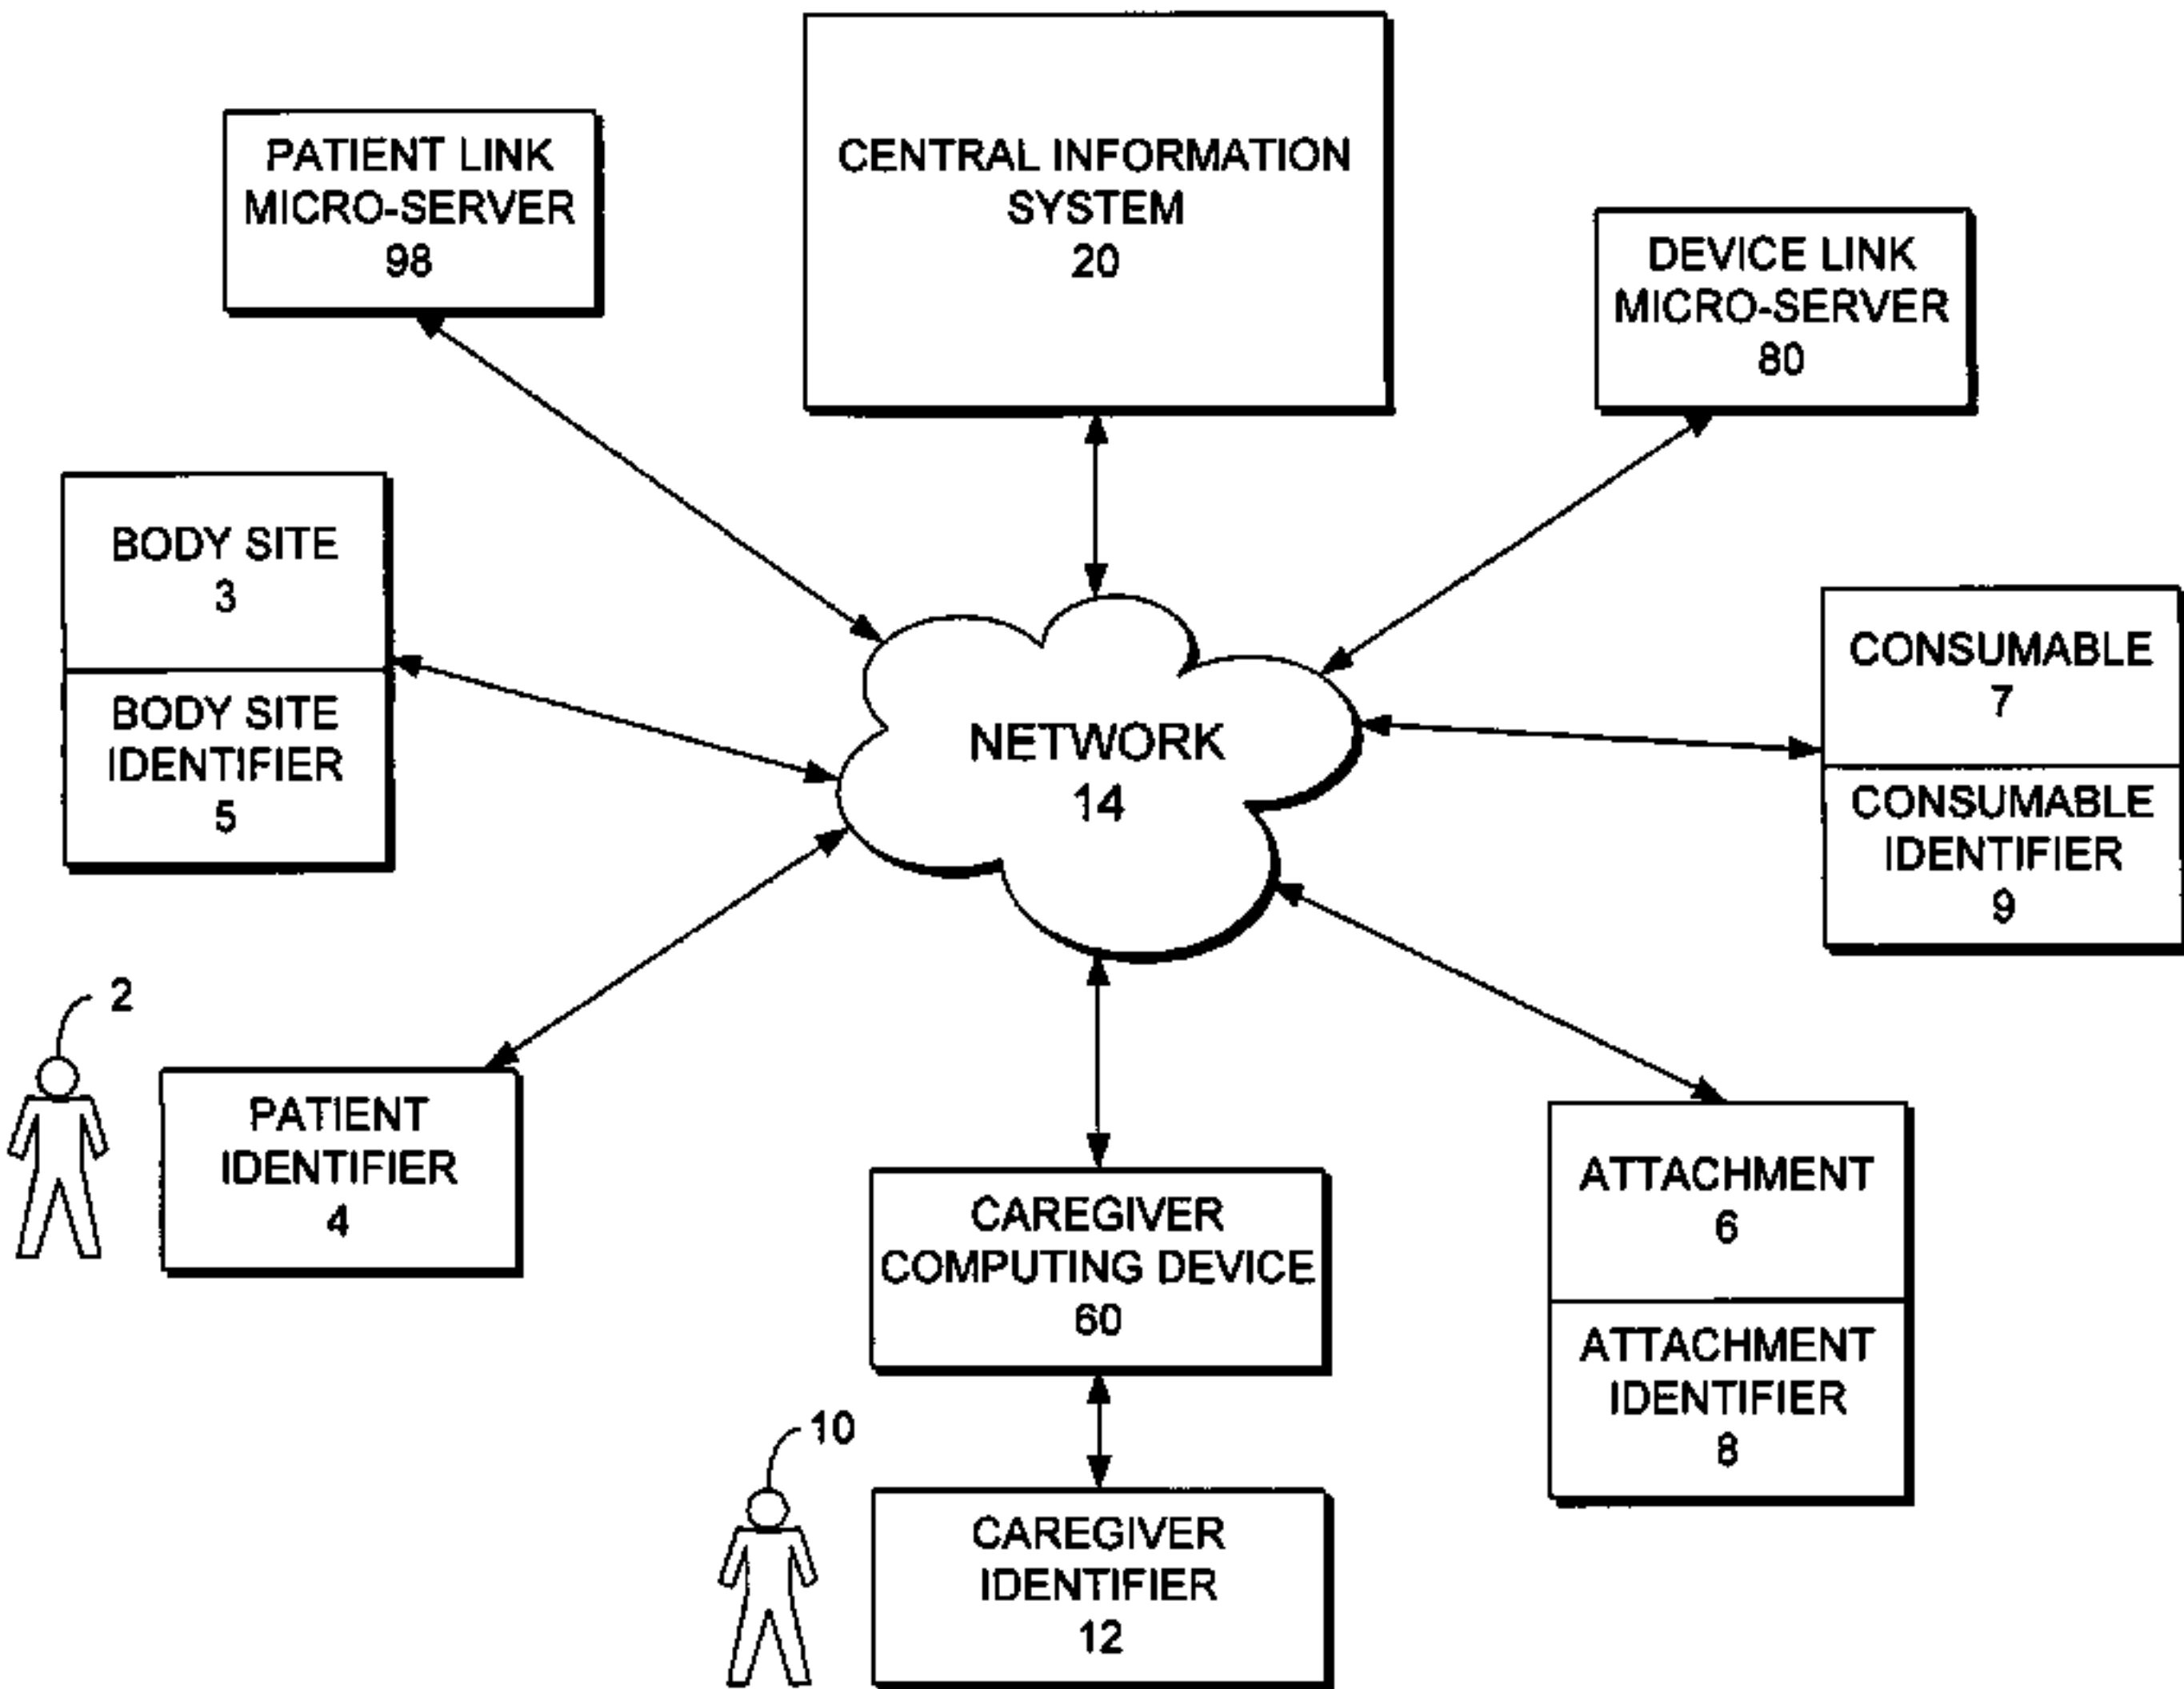 PATIENT LINK
MICRO-SERVER
98
CENTRAL INFORMATION
SYSTEM
20
DEVICE LINK
MICRO-SERVER
80
BODY SITE
3
BODY SITE
IDENTIFIER
5
NETWORK
14
CONSUMABLE
7
CONSUMABLE
IDENTIFIER
9
2
PATIENT
IDENTIFIER
4
CAREGIVER
COMPUTING DEVICE
60
ATTACHMENT
6
ATTACHMENT
IDENTIFIER
8
10
CAREGIVER
IDENTIFIER
12